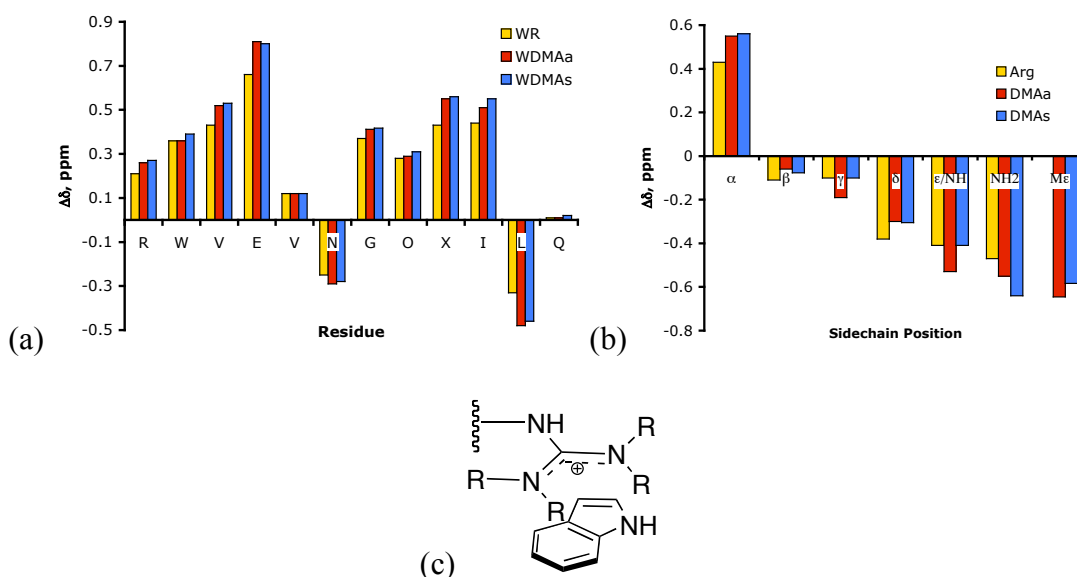 0.9
0.7
0.5
0.3
0.1
-0.1
-0.3
-0.5
Δδ, ppm
WR
WDMAa
WDMAs
R W V E V N G O X I L Q
Residue
(a)
0.6
0.4
0.2
0
-0.2
-0.4
-0.6
-0.8
Δδ, ppm
Arg
DMAa
DMAs
α β γ δ ε/NH NH2 Mε
Sidechain Position
(b)
NH
R
N
⊕
R
R
N
R
NH
(c)